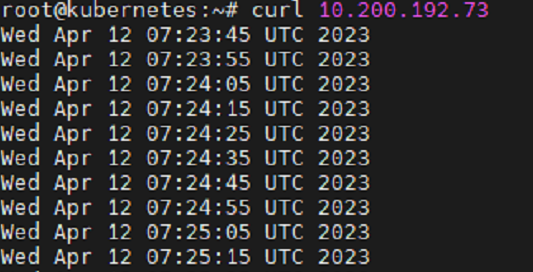 root@kubernetes:~# curl 10.200.192.73
Wed Apr 12 07:23:45 UTC 2023
Wed Apr 12 07:23:55 UTC 2023
Wed Apr 12 07:24:05 UTC 2023
Wed Apr 12 07:24:15 UTC 2023
Wed Apr 12 07:24:25 UTC 2023
Wed Apr 12 07:24:35 UTC 2023
Wed Apr 12 07:24:45 UTC 2023
Wed Apr 12 07:24:55 UTC 2023
Wed Apr 12 07:25:05 UTC 2023
Wed Apr 12 07:25:15 UTC 2023